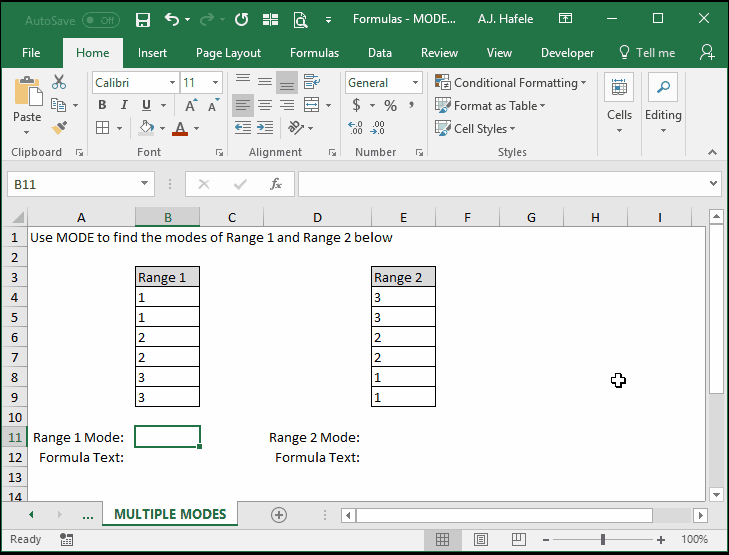 AutoSave Off Formulas - MODE... A.J. Hafele
File Home Insert Page Layout Formulas Data Review View Developer Tell me
Paste Calibri 11 General Conditional Formatting
B I U A A $ % , Format as Table Cells Editing
A .00 .00 Cell Styles
Clipboard Font Alignment Number Styles
B11 fx
A B C D E F G H I
1 Use MODE to find the modes of Range 1 and Range 2 below
2
3 Range 1 Range 2
4 1 3
5 1 3
6 2 2
7 2 2
8 3 1
9 3 1
10
11 Range 1 Mode: Range 2 Mode:
12 Formula Text: Formula Text:
13
14
... MULTIPLE MODES
Ready 100%